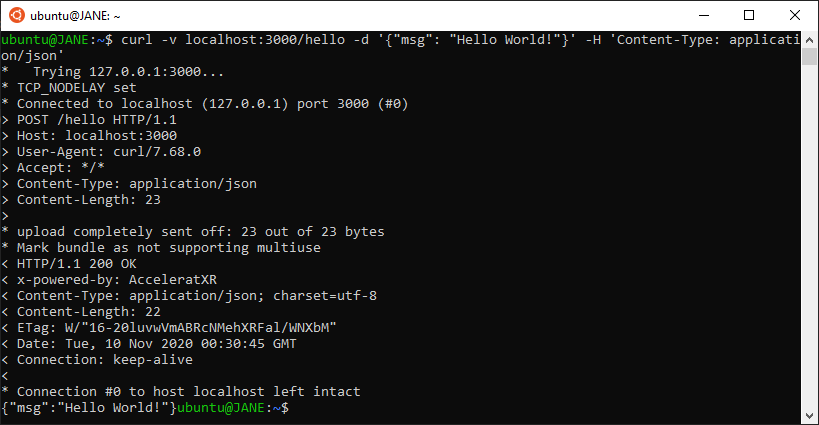 ubuntu@JANE: ~
ubuntu@JANE:~$ curl -v localhost:3000/hello -d '{"msg": "Hello World!"}' -H 'Content-Type: applicati
on/json'
*   Trying 127.0.0.1:3000...
* TCP_NODELAY set
* Connected to localhost (127.0.0.1) port 3000 (#0)
> POST /hello HTTP/1.1
> Host: localhost:3000
> User-Agent: curl/7.68.0
> Accept: */*
> Content-Type: application/json
> Content-Length: 23
>
* upload completely sent off: 23 out of 23 bytes
* Mark bundle as not supporting multiuse
< HTTP/1.1 200 OK
< x-powered-by: AcceleratXR
< Content-Type: application/json; charset=utf-8
< Content-Length: 22
< ETag: W/"16-20luvwVmABRcNMehXRFal/WNXbM"
< Date: Tue, 10 Nov 2020 00:30:45 GMT
< Connection: keep-alive
<
* Connection #0 to host localhost left intact
{"msg":"Hello World!"}ubuntu@JANE:~$